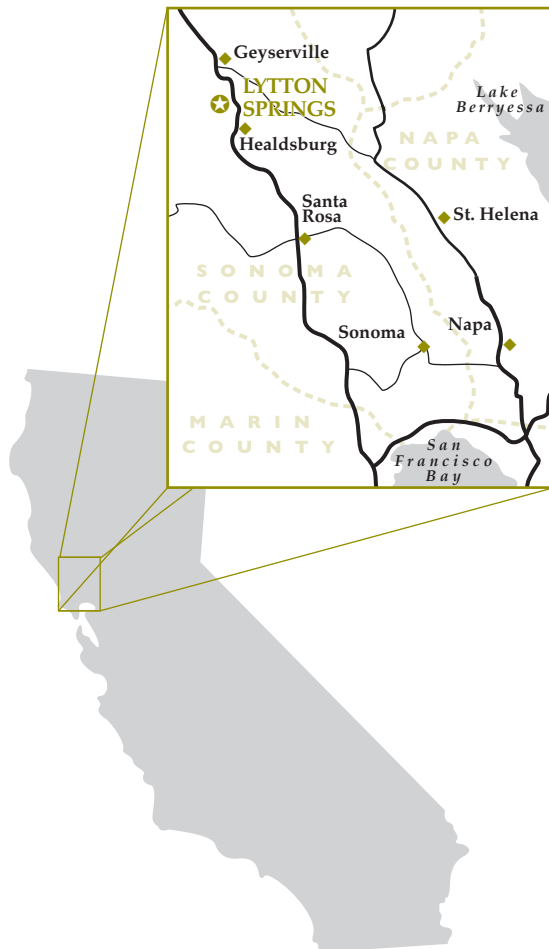 Geyserville
LYTTON
SPRINGS
Lake
Berryessa
Healdsburg
NAPA
COUNTY
Santa
Rosa
St. Helena
SONOMA
COUNTY
Sonoma
Napa
MARIN
COUNTY
San
Francisco
Bay